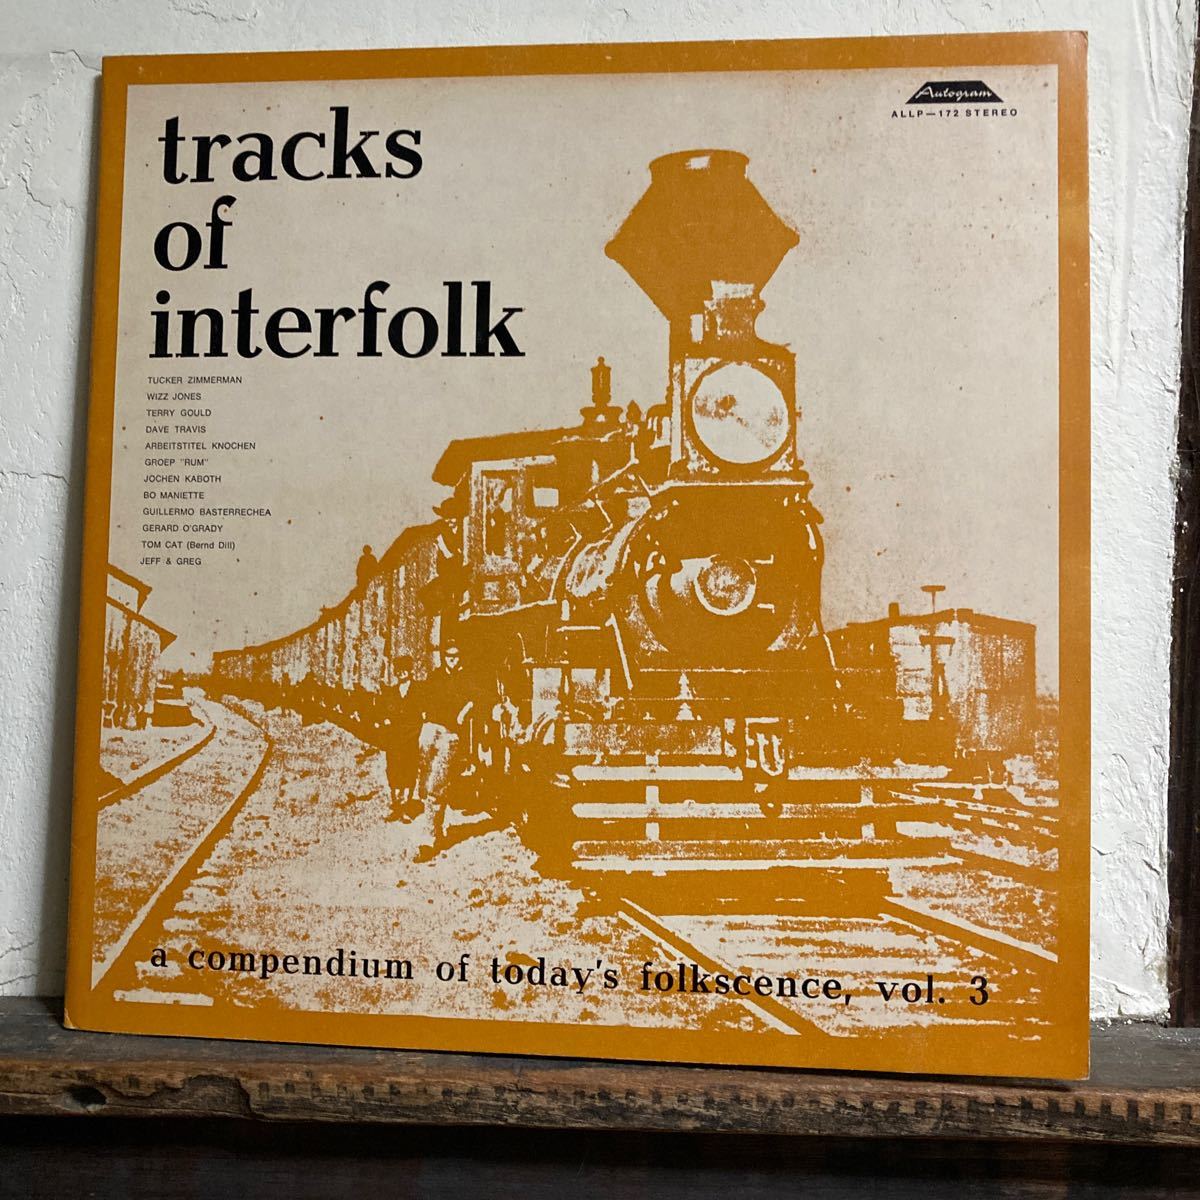 tracks
of
interfolk
Autogram
ALLP—172 STEREO
TUCKER ZIMMERMAN
WIZZ JONES
TERRY GOULD
DAVE TRAVIS
ARBEITSTITEL KNOCHEN
GROEP "RUM"
JOCHEN KABOTH
BO MANIETTE
GUILLERMO BASTERRECHEA
GERARD O'GRADY
TOM CAT (Bernd Dill)
JEFF & GREG
a compendium of today's folkscence, vol. 3